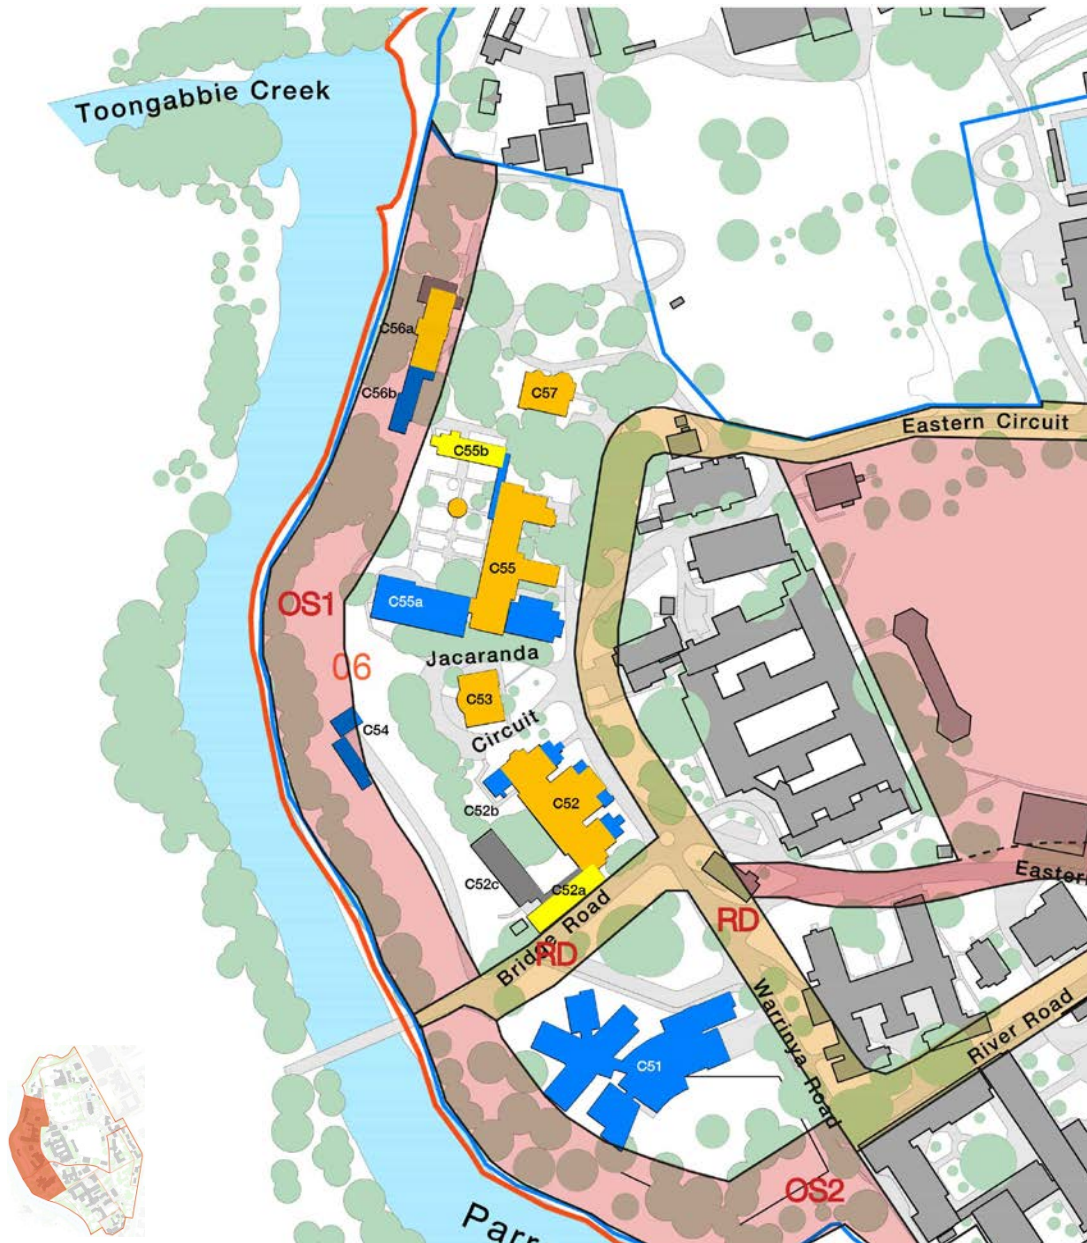 Toongabbie Creek
C56a
C56b
C57
Eastern Circuit
C55b
C55
C55a
OS1
Jacaranda
06
C53
Circuit
C54
C52b
C52
C52c
C52a
Eastern
Bridge Road
RD
RD
Warrinya Road
River Road
C51
OS2
Parr